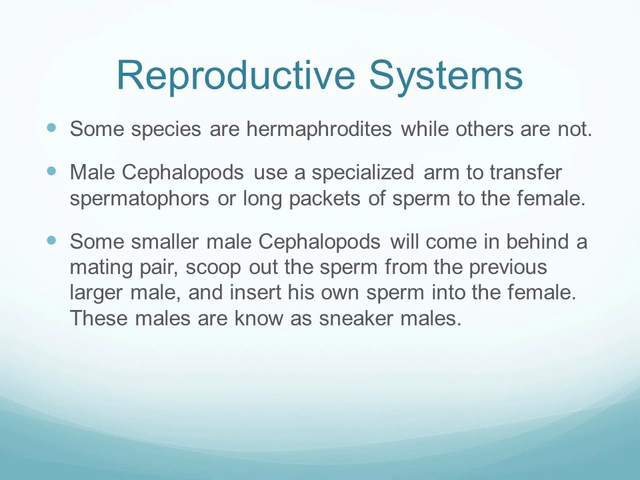 Reproductive Systems
Some species are hermaphrodites while others are not.
Male Cephalopods use a specialized arm to transfer
spermatophors or long packets of sperm to the female.
Some smaller male Cephalopods will come in behind a
mating pair, scoop out the sperm from the previous
larger male, and insert his own sperm into the female.
These males are know as sneaker males.